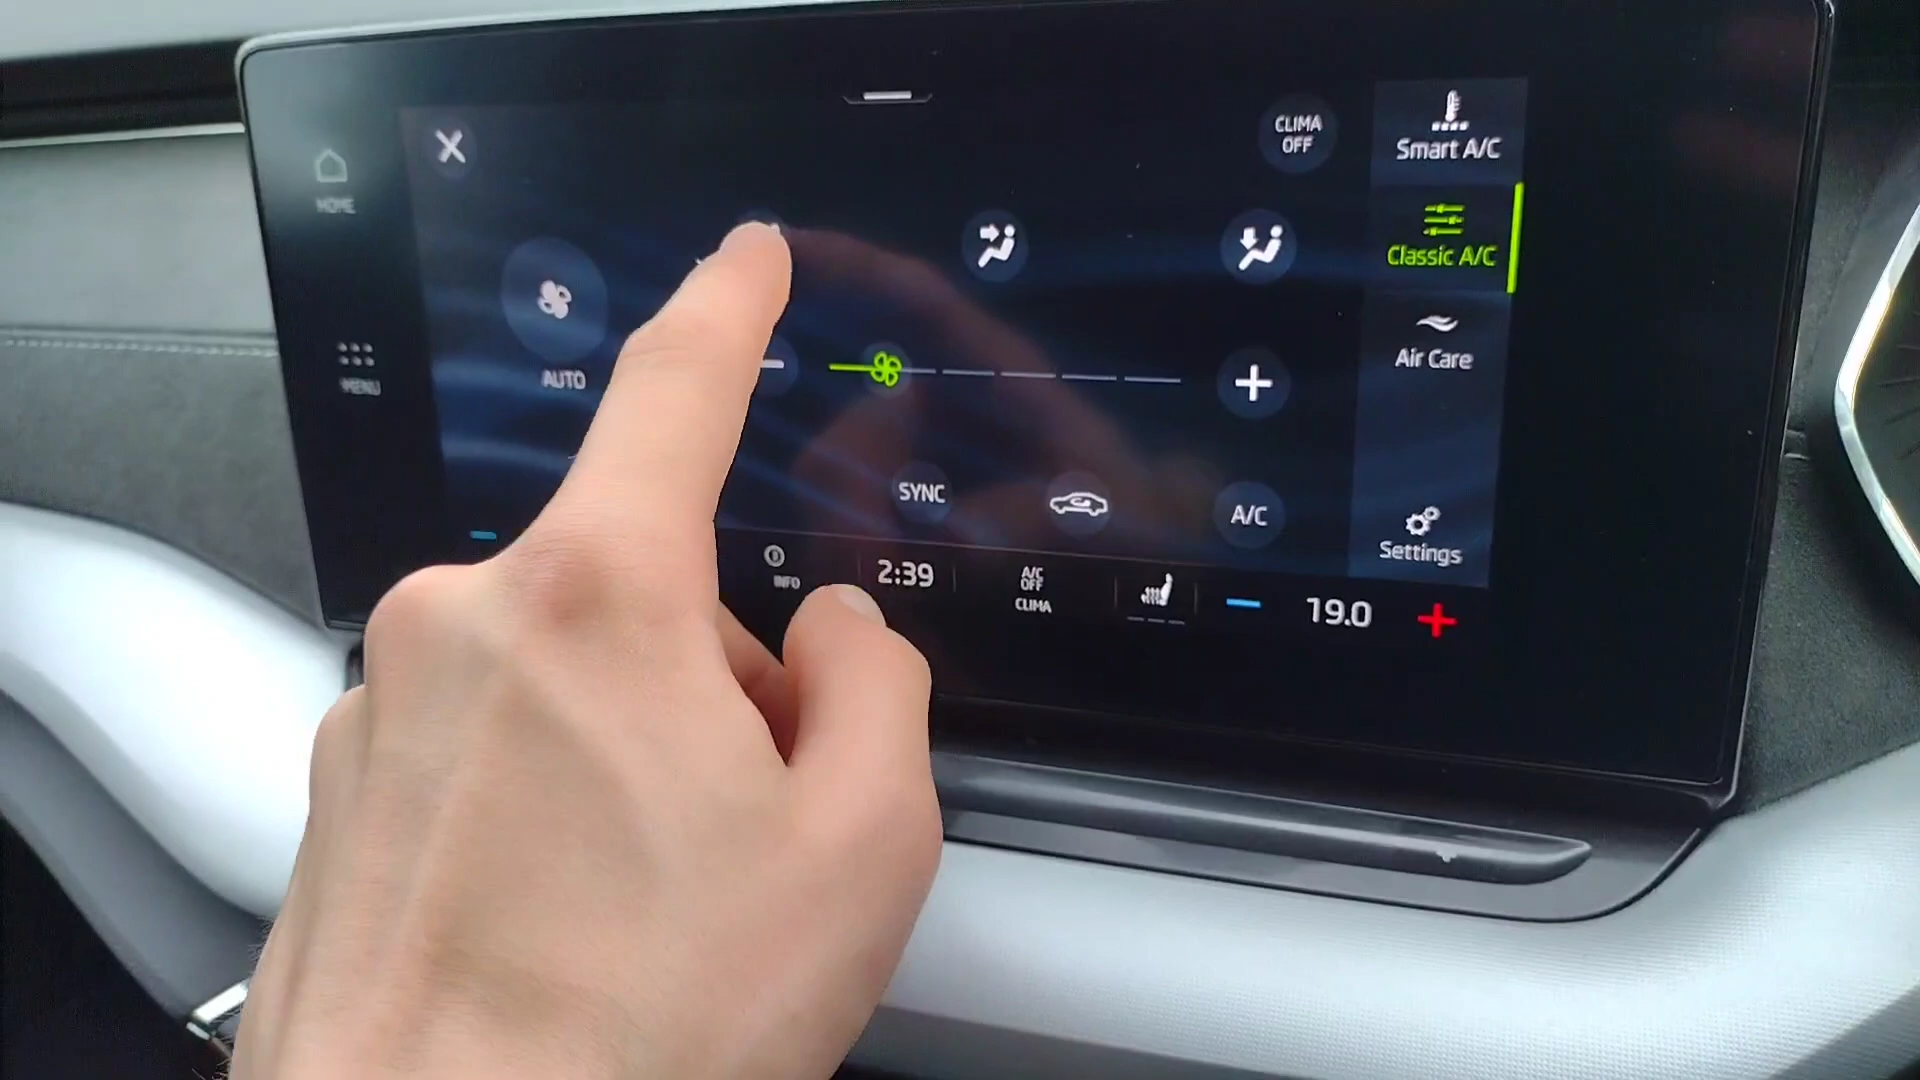 HOME
MENU
CLIMA
OFF
Smart A/C
Classic A/C
Air Care
Settings
AUTO
SYNC
A/C
INFO
2:39
A/C
OFF
CLIMA
19.0